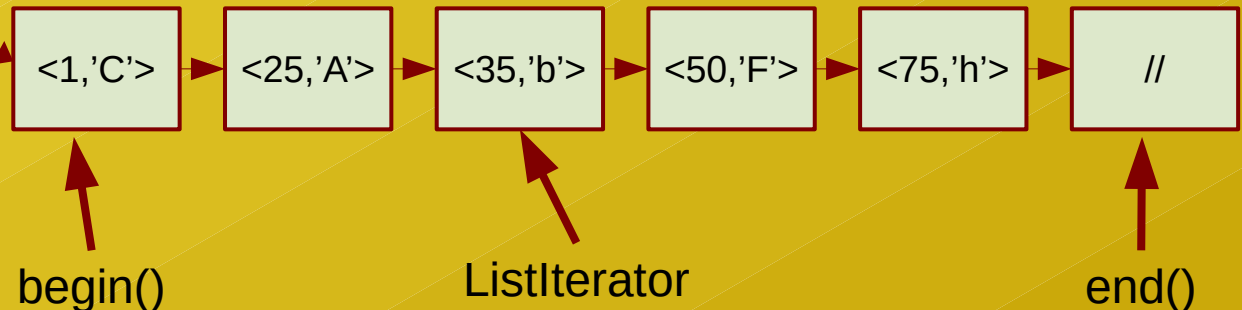 <1,’C’>
<25,’A’>
<35,’b’>
<50,’F’>
<75,’h’>
//
begin()
ListIterator
end()